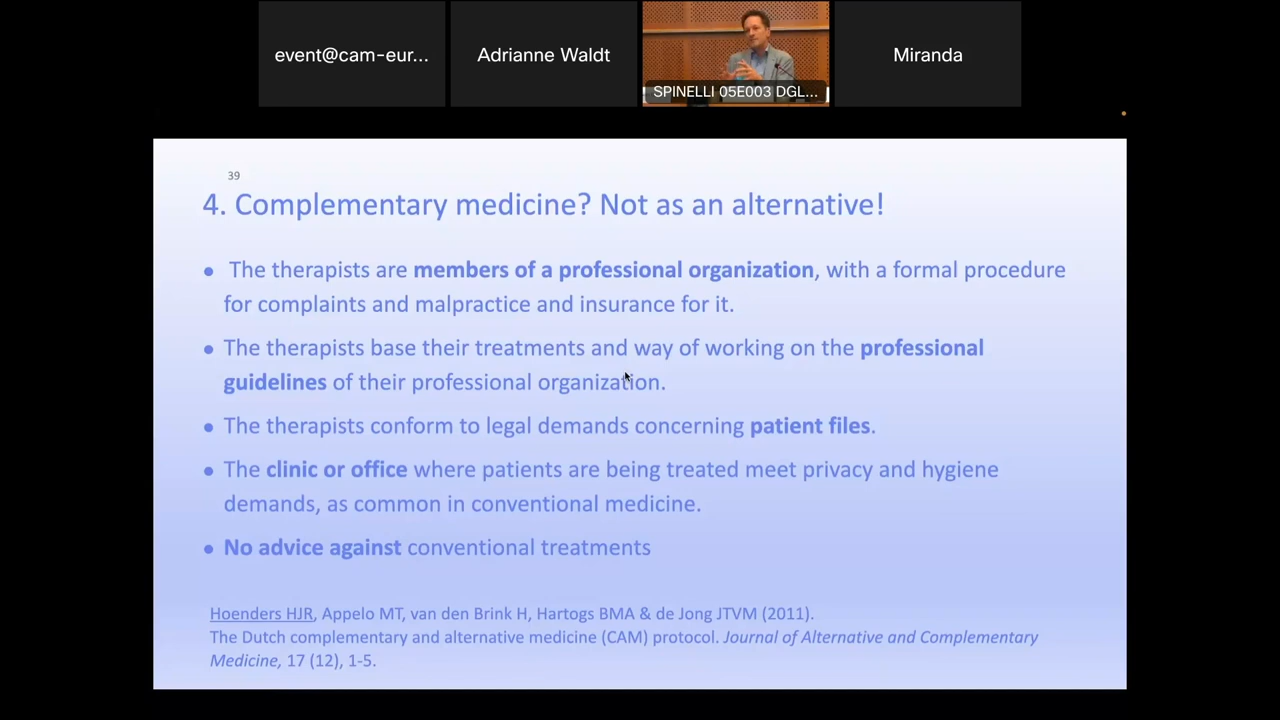 event@cam-eur...
Adrianne Waldt
SPINELLI 05E003 DGL...
Miranda
39
4. Complementary medicine? Not as an alternative!
● The therapists are members of a professional organization, with a formal procedure
for complaints and malpractice and insurance for it.
● The therapists base their treatments and way of working on the professional
guidelines of their professional organization.
● The therapists conform to legal demands concerning patient files.
● The clinic or office where patients are being treated meet privacy and hygiene
demands, as common in conventional medicine.
● No advice against conventional treatments
Hoenders HJR, Appelo MT, van den Brink H, Hartogs BMA & de Jong JTVM (2011).
The Dutch complementary and alternative medicine (CAM) protocol. Journal of Alternative and Complementary
Medicine, 17 (12), 1-5.